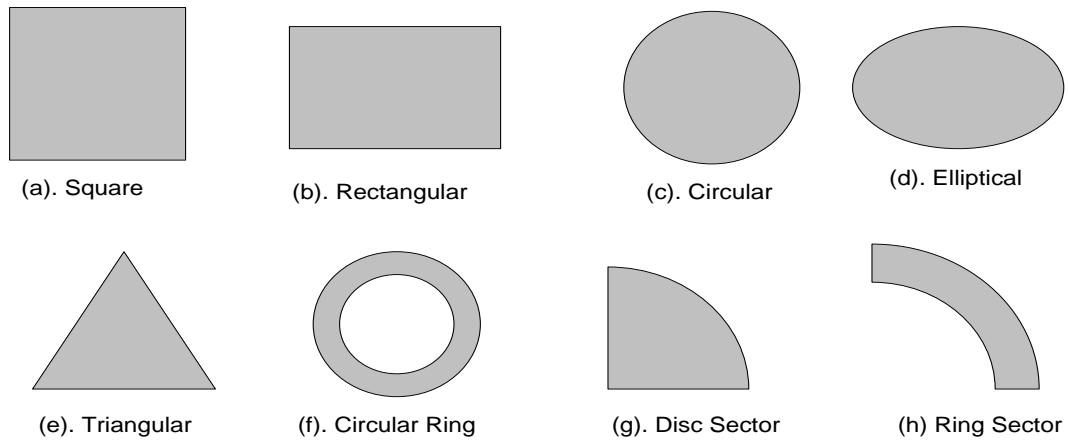 (a). Square
(b). Rectangular
(c). Circular
(d). Elliptical
(e). Triangular
(f). Circular Ring
(g). Disc Sector
(h) Ring Sector